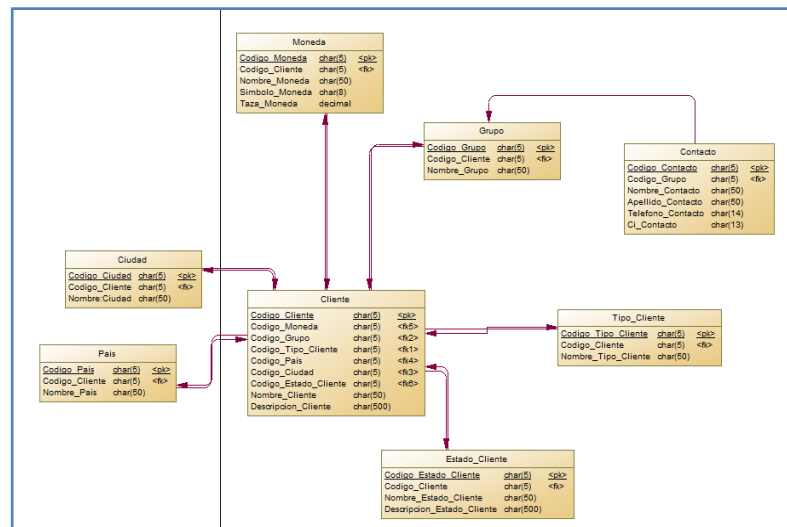 Moneda
Codigo_Moneda char(5) <pk>
Codigo_Cliente char(5) <fk>
Nombre_Moneda char(50)
Simbolo_Moneda char(8)
Taza_Moneda decimal
Grupo
Codigo_Grupo char(5) <pk>
Codigo_Cliente char(5) <fk>
Nombre_Grupo char(50)
Contacto
Codigo_Contacto char(5) <pk>
Codigo_Grupo char(5) <fk>
Nombre_Contacto char(50)
Apellido_Contacto char(50)
Telefono_Contacto char(14)
Ci_Contacto char(13)
Ciudad
Codigo_Ciudad char(5) <pk>
Codigo_Cliente char(5) <fk>
Nombre:Ciudad char(50)
Cliente
Codigo_Cliente char(5) <pk>
Codigo_Moneda char(5) <fk5>
Codigo_Grupo char(5) <fk2>
Codigo_Tipo_Cliente char(5) <fk1>
Codigo_Pais char(5) <fk4>
Codigo_Ciudad char(5) <fk3>
Codigo_Estado_Cliente char(5) <fk6>
Nombre_Cliente char(50)
Descripcion_Cliente char(500)
Tipo_Cliente
Codigo_Tipo_Cliente char(5) <pk>
Codigo_Cliente char(5) <fk>
Nombre_Tipo_Cliente char(50)
Pais
Codigo_Pais char(5) <pk>
Codigo_Cliente char(5) <fk>
Nombre_Pais char(50)
Estado_Cliente
Codigo_Estado_Cliente char(5) <pk>
Codigo_Cliente char(5) <fk>
Nombre_Estado_Cliente char(50)
Descripcion_Estado_Cliente char(500)